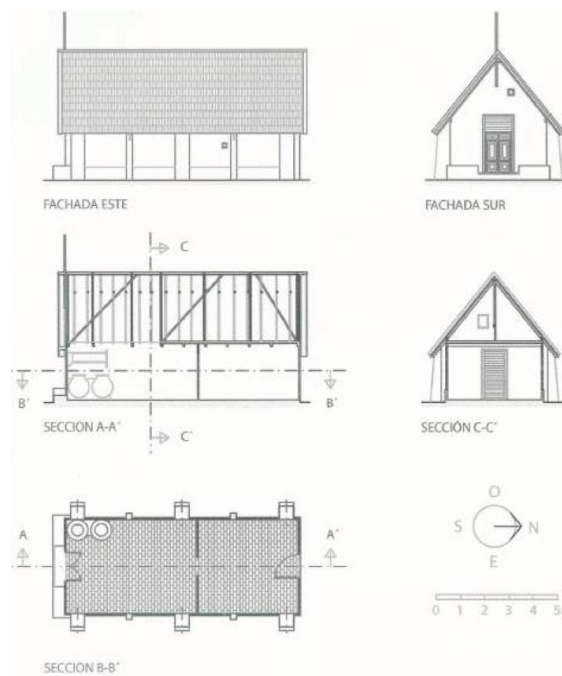 FACHADA ESTE
FACHADA SUR
C
B´
B´
SECCION A-A´
C´
SECCIÓN C-C´
A
A´
O
S
N
E
0 1 2 3 4 5
SECCION B-B´